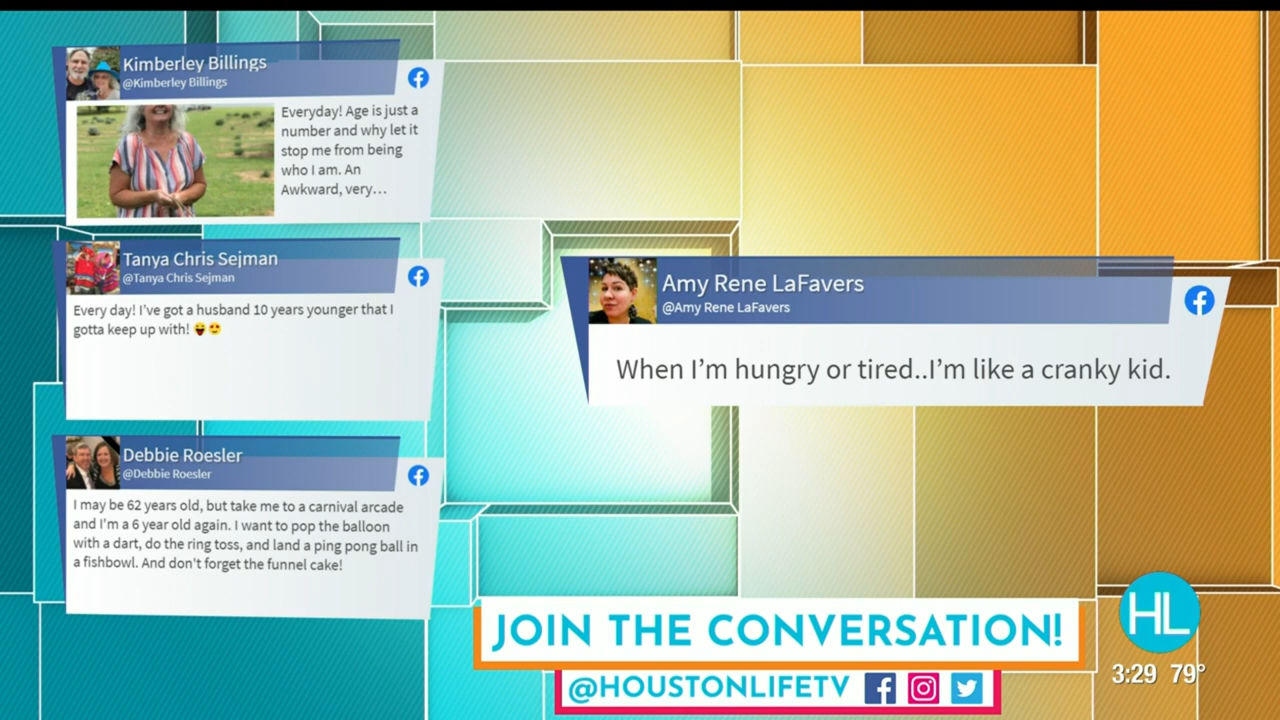 Kimberley Billings
@Kimberley Billings
Everyday! Age is just a
number and why let it
stop me from being
who I am. An
Awkward, very…
Tanya Chris Sejman
@Tanya Chris Sejman
Every day! I've got a husband 10 years younger that I
gotta keep up with! 😝😍
Debbie Roesler
@Debbie Roesler
I may be 62 years old, but take me to a carnival arcade
and I'm a 6 year old again. I want to pop the balloon
with a dart, do the ring toss, and land a ping pong ball in
a fishbowl. And don't forget the funnel cake!
Amy Rene LaFavers
@Amy Rene LaFavers
When I'm hungry or tired..I'm like a cranky kid.
JOIN THE CONVERSATION!
@HOUSTONLIFETV
HL
3:29 79°